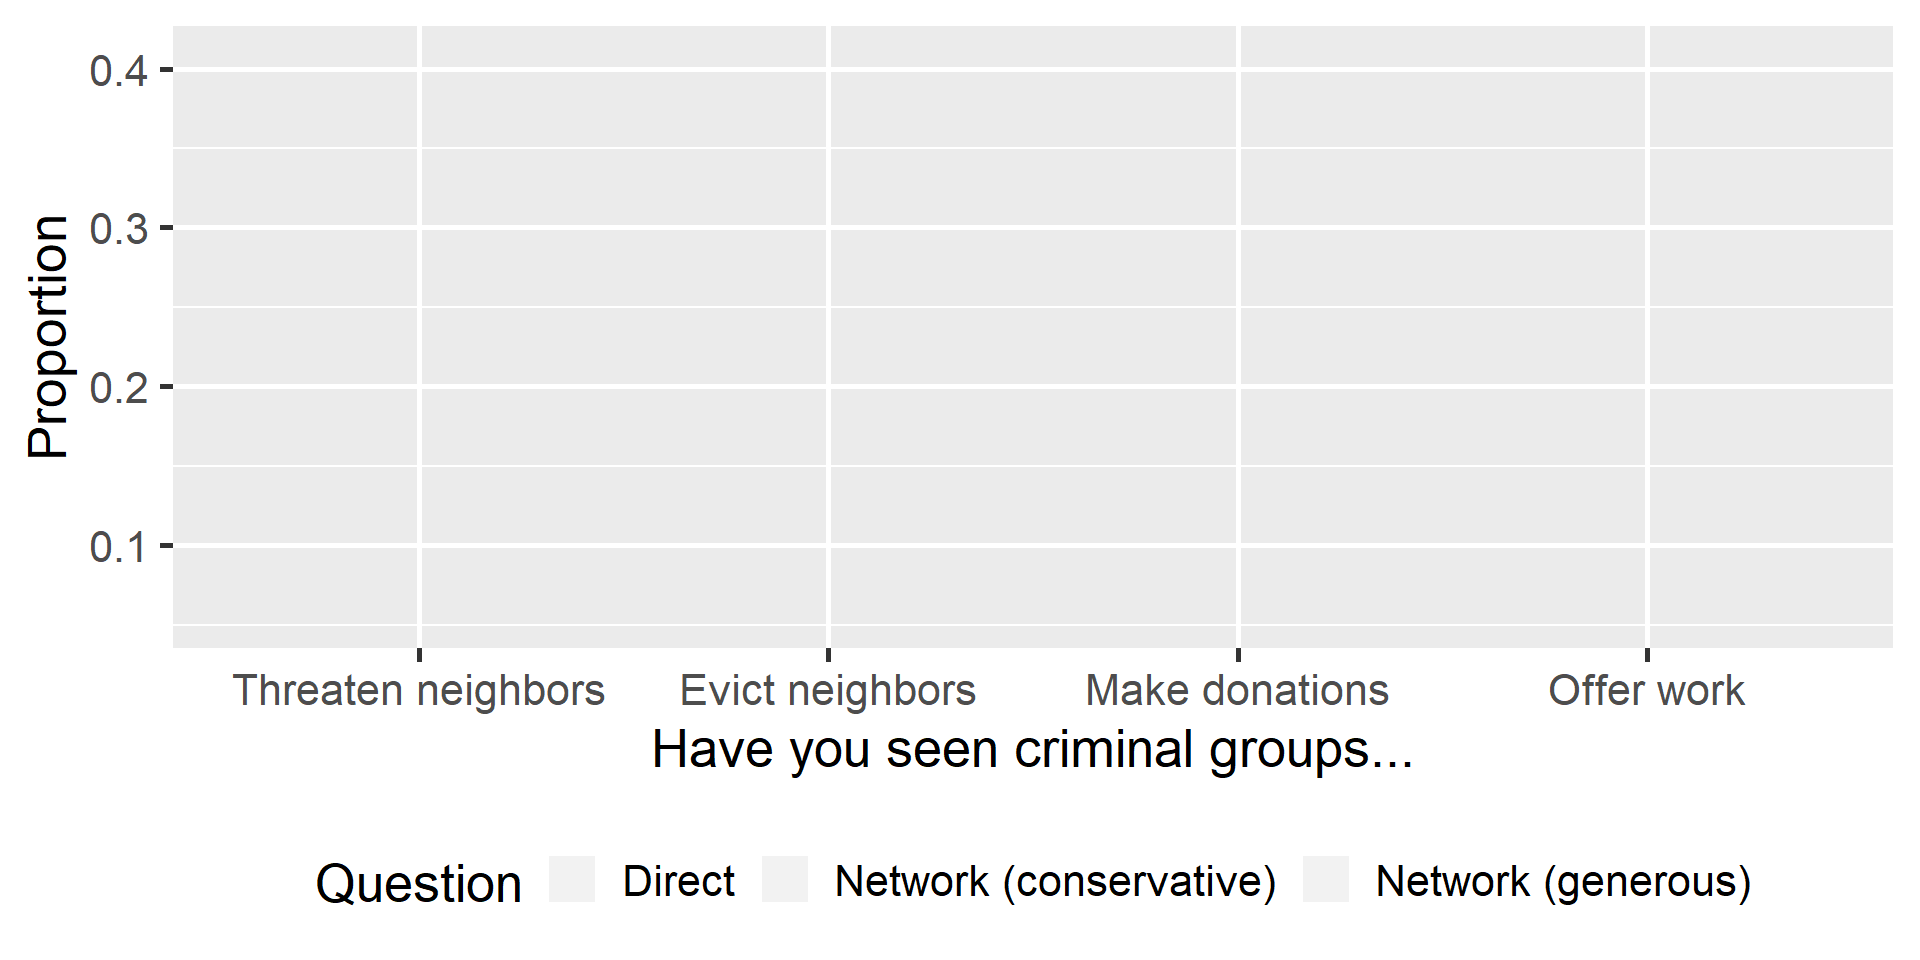 0.4
0.3
0.2
0.1
Proportion
Threaten neighbors Evict neighbors Make donations Offer work
Have you seen criminal groups...
Question Direct Network (conservative) Network (generous)